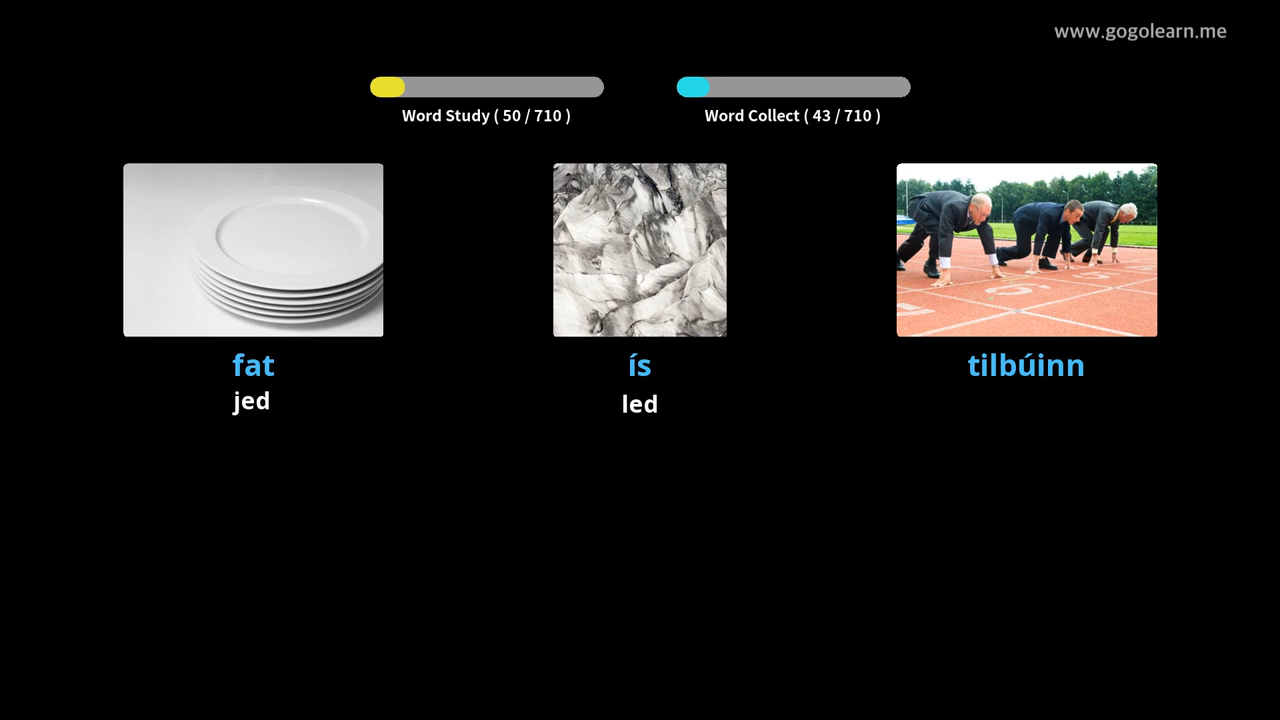 www.gogolearn.me
Word Study ( 50 / 710 )
Word Collect ( 43 / 710 )
fat
jed
ís
led
tilbúinn